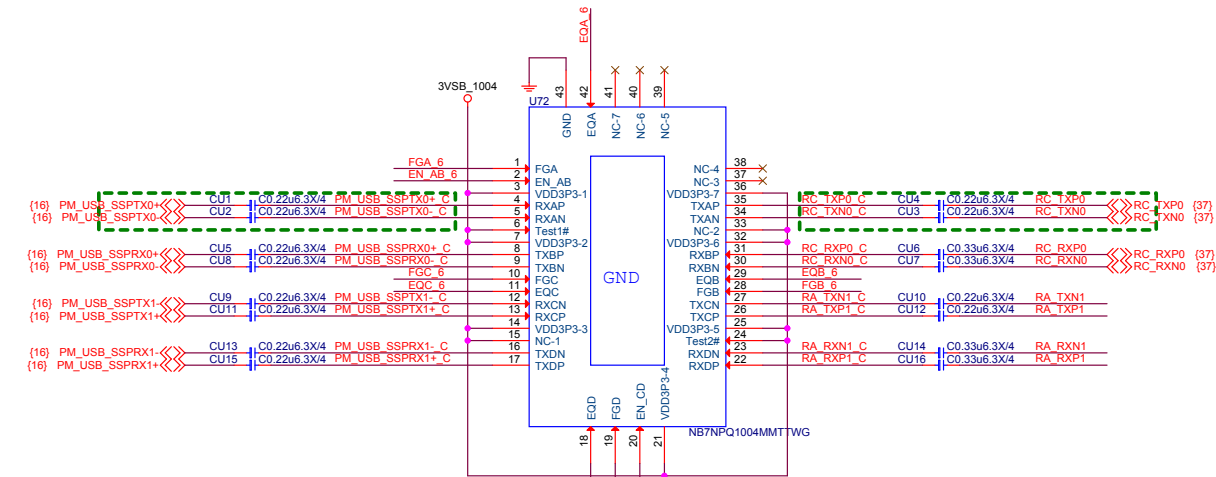 EQA_6
3VSB_1004
U72
43
42
41
40
39
GND
EQA
NC-7
NC-6
NC-5
FGA_6 1 FGA
EN_AB_6 2 EN_AB
3 VDD3P3-1
{16} PM_USB_SSPTX0+ CU1 C0.22u6.3X/4 PM_USB_SSPTX0+_C 4 RXAP
{16} PM_USB_SSPTX0- CU2 C0.22u6.3X/4 PM_USB_SSPTX0-_C 5 RXAN
6 Test1#
7 VDD3P3-2
{16} PM_USB_SSPRX0+ CU5 C0.22u6.3X/4 PM_USB_SSPRX0+_C 8 TXBP
{16} PM_USB_SSPRX0- CU8 C0.22u6.3X/4 PM_USB_SSPRX0-_C 9 TXBN
FGC_6 10 FGC
EQC_6 11 EQC
{16} PM_USB_SSPTX1- CU9 C0.22u6.3X/4 PM_USB_SSPTX1-_C 12 RXCN
{16} PM_USB_SSPTX1+ CU11 C0.22u6.3X/4 PM_USB_SSPTX1+_C 13 RXCP
14 VDD3P3-3
15 NC-1
{16} PM_USB_SSPRX1- CU13 C0.22u6.3X/4 PM_USB_SSPRX1-_C 16 TXDN
{16} PM_USB_SSPRX1+ CU15 C0.22u6.3X/4 PM_USB_SSPRX1+_C 17 TXDP
GND
NC-4 38
NC-3 37
VDD3P3-7 36
TXAP 35 RC_TXP0_C CU4 C0.22u6.3X/4 RC_TXP0 RC_TXP0 {37}
TXAN 34 RC_TXN0_C CU3 C0.22u6.3X/4 RC_TXN0 RC_TXN0 {37}
NC-2 33
VDD3P3-6 32
RXBP 31 RC_RXP0_C CU6 C0.33u6.3X/4 RC_RXP0 RC_RXP0 {37}
RXBN 30 RC_RXN0_C CU7 C0.33u6.3X/4 RC_RXN0 RC_RXN0 {37}
EQB 29 EQB_6
FGB 28 FGB_6
TXCN 27 RA_TXN1_C CU10 C0.22u6.3X/4 RA_TXN1
TXCP 26 RA_TXP1_C CU12 C0.22u6.3X/4 RA_TXP1
VDD3P3-5 25
Test2# 24
RXDN 23 RA_RXN1_C CU14 C0.33u6.3X/4 RA_RXN1
RXDP 22 RA_RXP1_C CU16 C0.33u6.3X/4 RA_RXP1
EQD
FGD
EN_CD
VDD3P3-4
18
19
20
21
NB7NPQ1004MMTTWG